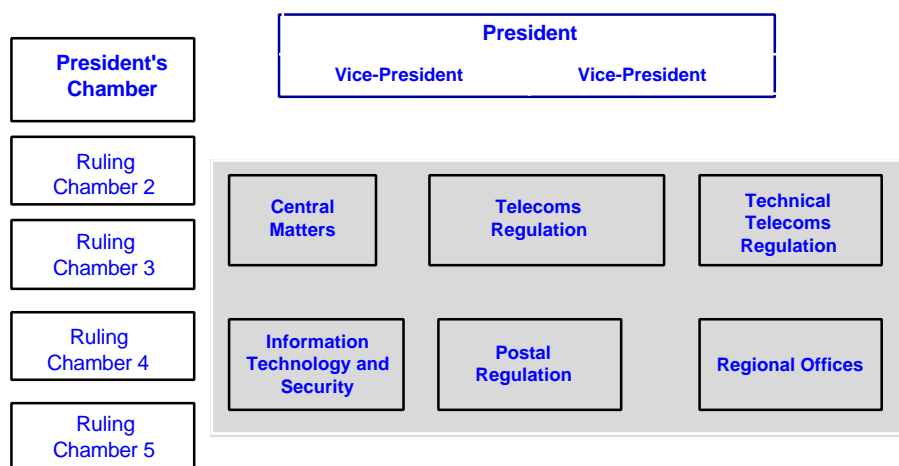 President
Vice-President Vice-President
President's
Chamber
Ruling
Chamber 2
Ruling
Chamber 3
Ruling
Chamber 4
Ruling
Chamber 5
Central
Matters
Telecoms
Regulation
Technical
Telecoms
Regulation
Information
Technology and
Security
Postal
Regulation
Regional Offices